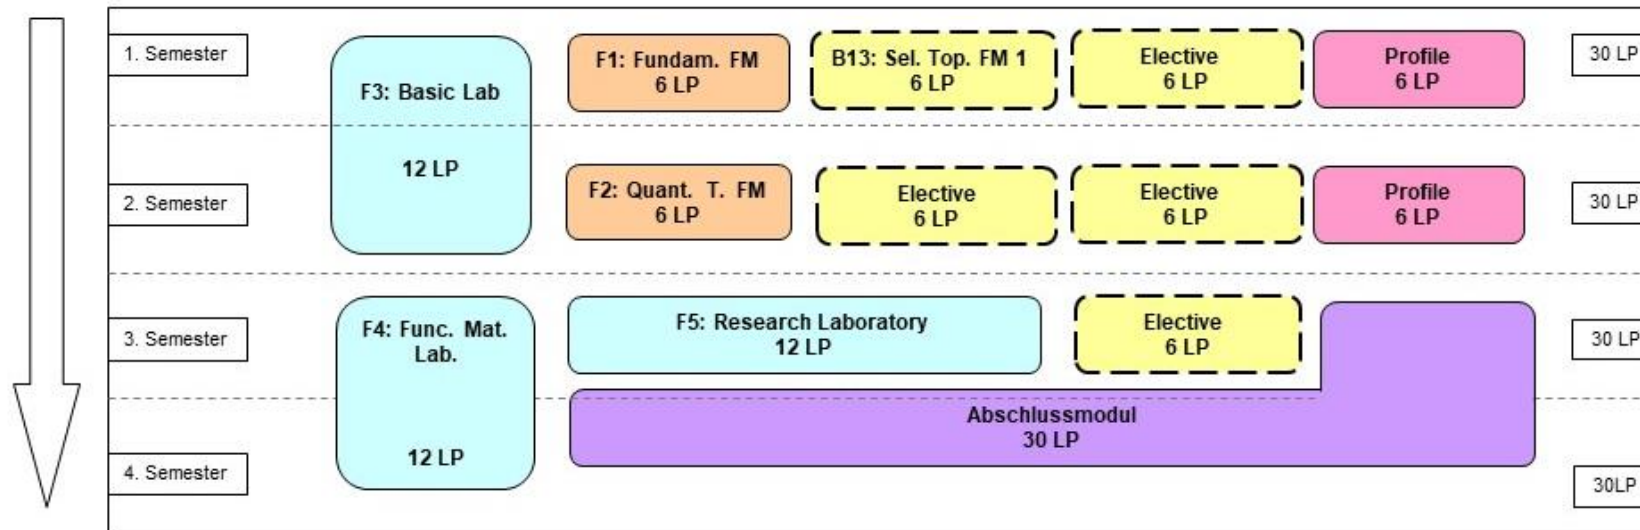 1. Semester
F3: Basic Lab
12 LP
F1: Fundam. FM
6 LP
B13: Sel. Top. FM 1
6 LP
Elective
6 LP
Profile
6 LP
30 LP
2. Semester
F2: Quant. T. FM
6 LP
Elective
6 LP
Elective
6 LP
Profile
6 LP
30 LP
3. Semester
F4: Func. Mat.
Lab.
12 LP
F5: Research Laboratory
12 LP
Elective
6 LP
30 LP
Abschlussmodul
30 LP
4. Semester
30LP